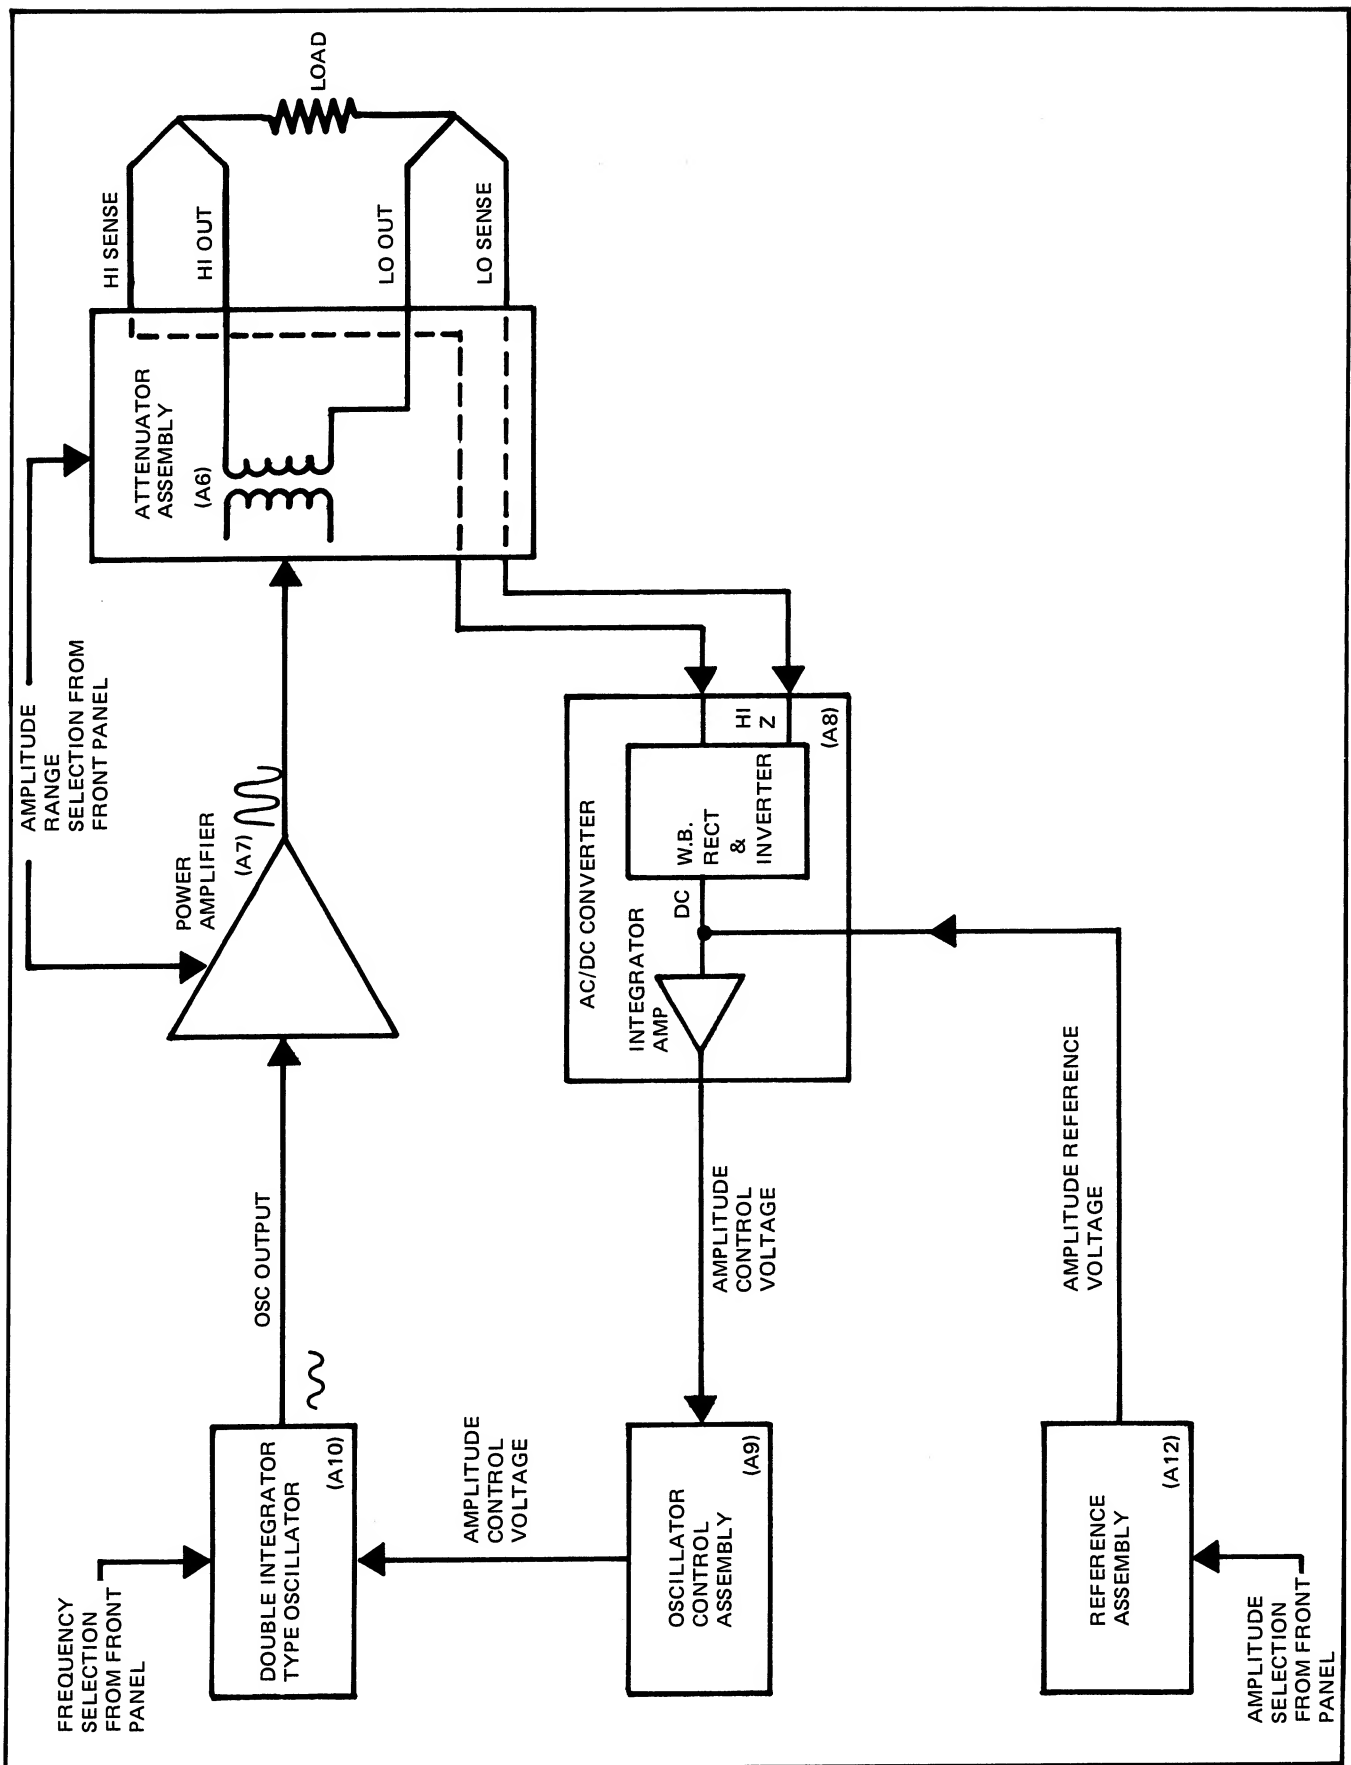 FREQUENCY
SELECTION
FROM FRONT
PANEL
DOUBLE INTEGRATOR
TYPE OSCILLATOR
(A10)
OSC OUTPUT
POWER
AMPLIFIER
(A7)
AMPLITUDE
RANGE
SELECTION FROM
FRONT PANEL
ATTENUATOR
ASSEMBLY
(A6)
HI SENSE
HI OUT
LO OUT
LO SENSE
LOAD
AMPLITUDE
CONTROL
VOLTAGE
OSCILLATOR
CONTROL
ASSEMBLY
(A9)
AMPLITUDE
CONTROL
VOLTAGE
AC/DC CONVERTER
INTEGRATOR
AMP
DC
W.B.
RECT
&
INVERTER
HI
Z
(A8)
REFERENCE
ASSEMBLY
(A12)
AMPLITUDE REFERENCE
VOLTAGE
AMPLITUDE
SELECTION
FROM FRONT
PANEL